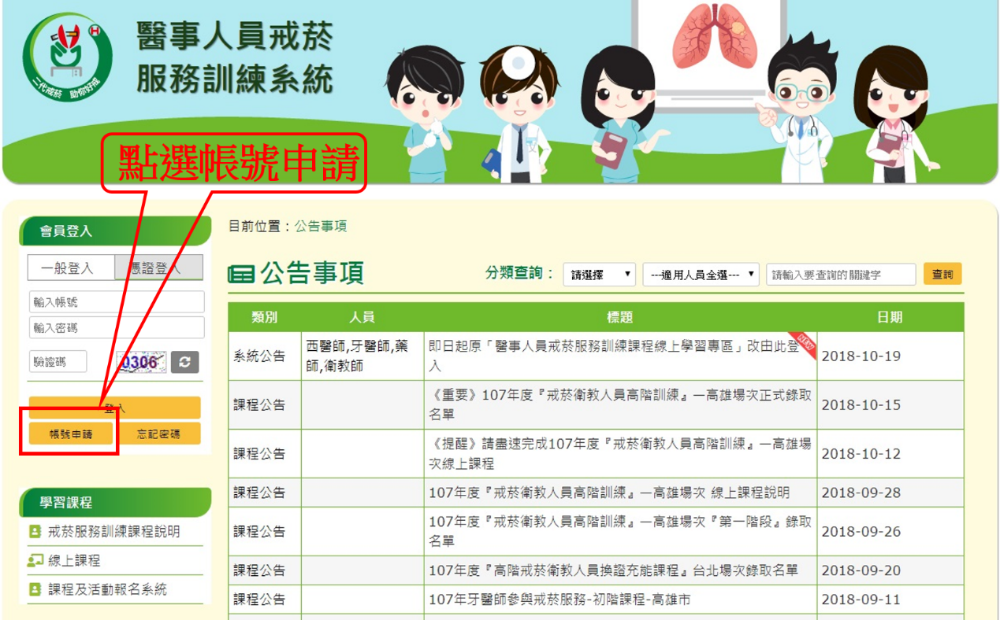 醫事人員戒菸
服務訓練系統
二代戒菸 助你好戒
點選帳號申請
會員登入
一般登入 憑證登入
輸入帳號
輸入密碼
驗證碼 0306
登入
帳號申請 忘記密碼
學習課程
戒菸服務訓練課程說明
線上課程
課程及活動報名系統
目前位置：公告事項
公告事項
分類查詢： 請選擇 ---適用人員全選--- 請輸入要查詢的關鍵字 查詢
類別 人員 標題 日期
系統公告 西醫師,牙醫師,藥 即日起原「醫事人員戒菸服務訓練課程線上學習專區」改由此登 NEW 2018-10-19
師,衛教師 入
課程公告 《重要》107年度『戒菸衛教人員高階訓練』—高雄場次正式錄取 2018-10-15
名單
課程公告 《提醒》請盡速完成107年度『戒菸衛教人員高階訓練』—高雄場 2018-10-12
次線上課程
課程公告 107年度『戒菸衛教人員高階訓練』—高雄場次 線上課程說明 2018-09-28
課程公告 107年度『戒菸衛教人員高階訓練』—高雄場次『第一階段』錄取 2018-09-26
名單
課程公告 107年度『高階戒菸衛教人員換證充能課程』台北場次錄取名單 2018-09-20
課程公告 107年牙醫師參與戒菸服務-初階課程-高雄市 2018-09-11